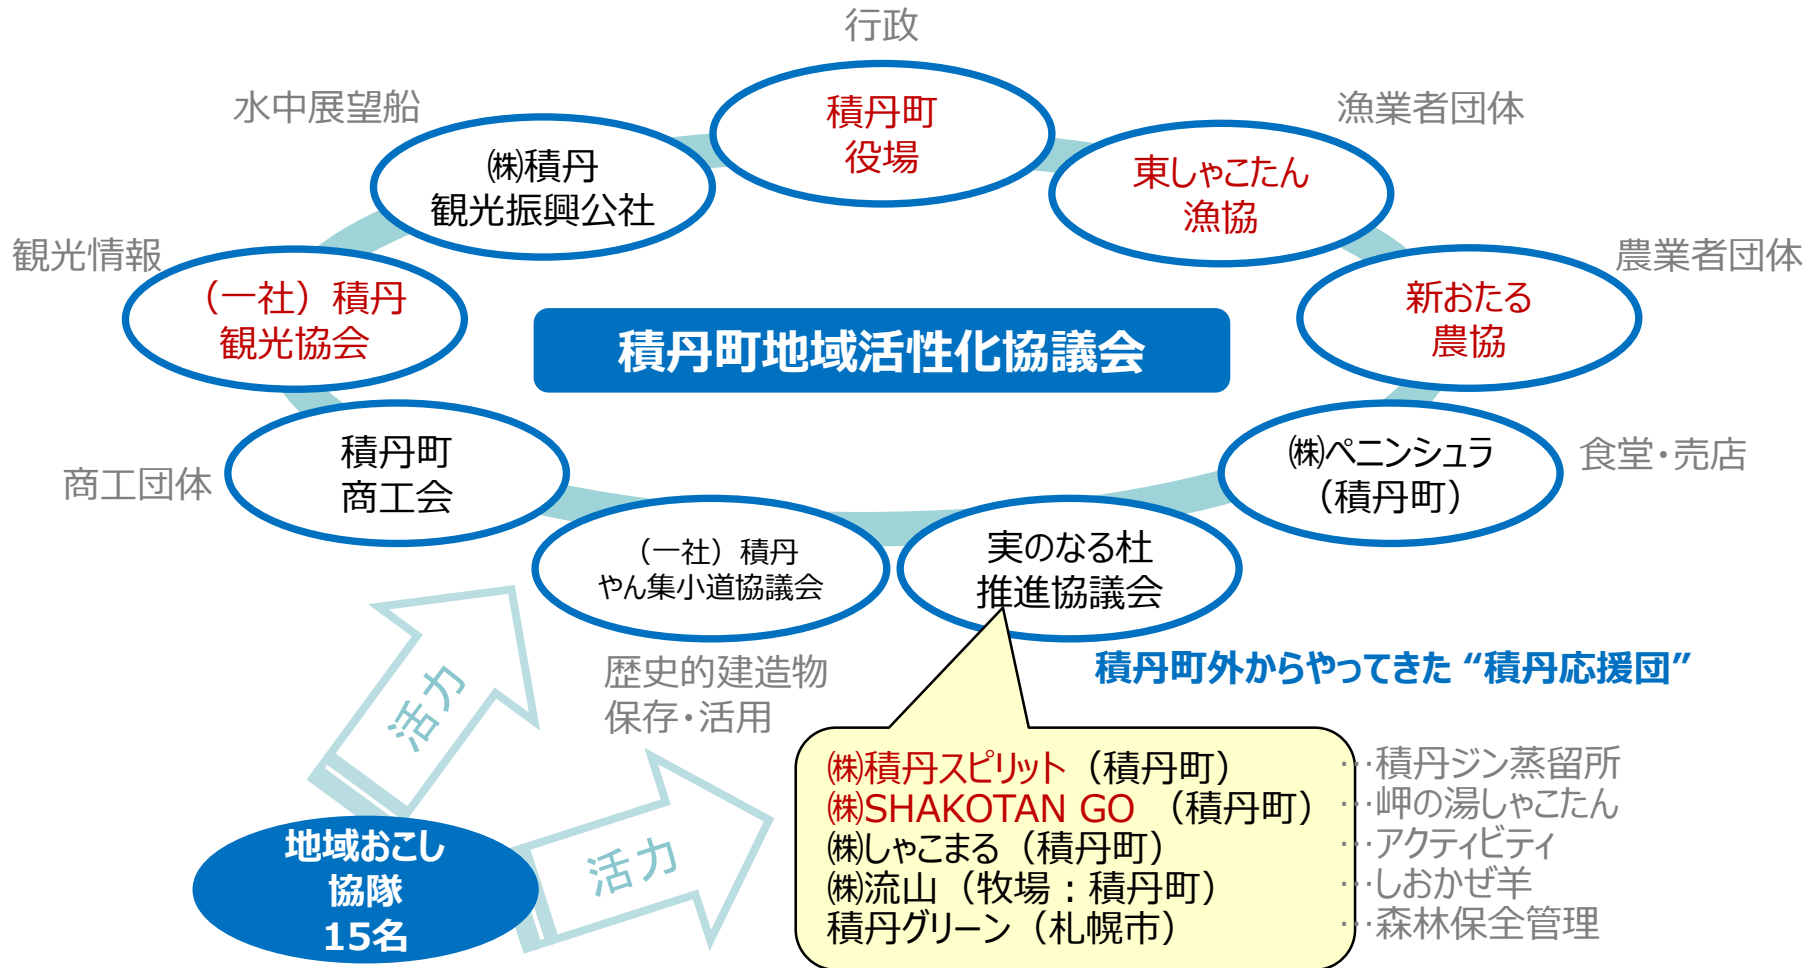 行政
水中展望船
積丹町
役場
漁業者団体
㈱積丹
観光振興公社
東しゃこたん
漁協
観光情報
農業者団体
（一社）積丹
観光協会
新おたる
農協
積丹町地域活性化協議会
商工団体
積丹町
商工会
㈱ペニンシュラ
（積丹町）
食堂・売店
（一社）積丹
やん集小道協議会
実のなる杜
推進協議会
歴史的建造物
保存・活用
積丹町外からやってきた “積丹応援団”
活力
活力
地域おこし
協隊
15名
㈱積丹スピリット（積丹町） …積丹ジン蒸留所
㈱SHAKOTAN GO （積丹町） …岬の湯しゃこたん
㈱しゃこまる（積丹町） …アクティビティ
㈱流山（牧場：積丹町） …しおかぜ羊
積丹グリーン（札幌市） …森林保全管理